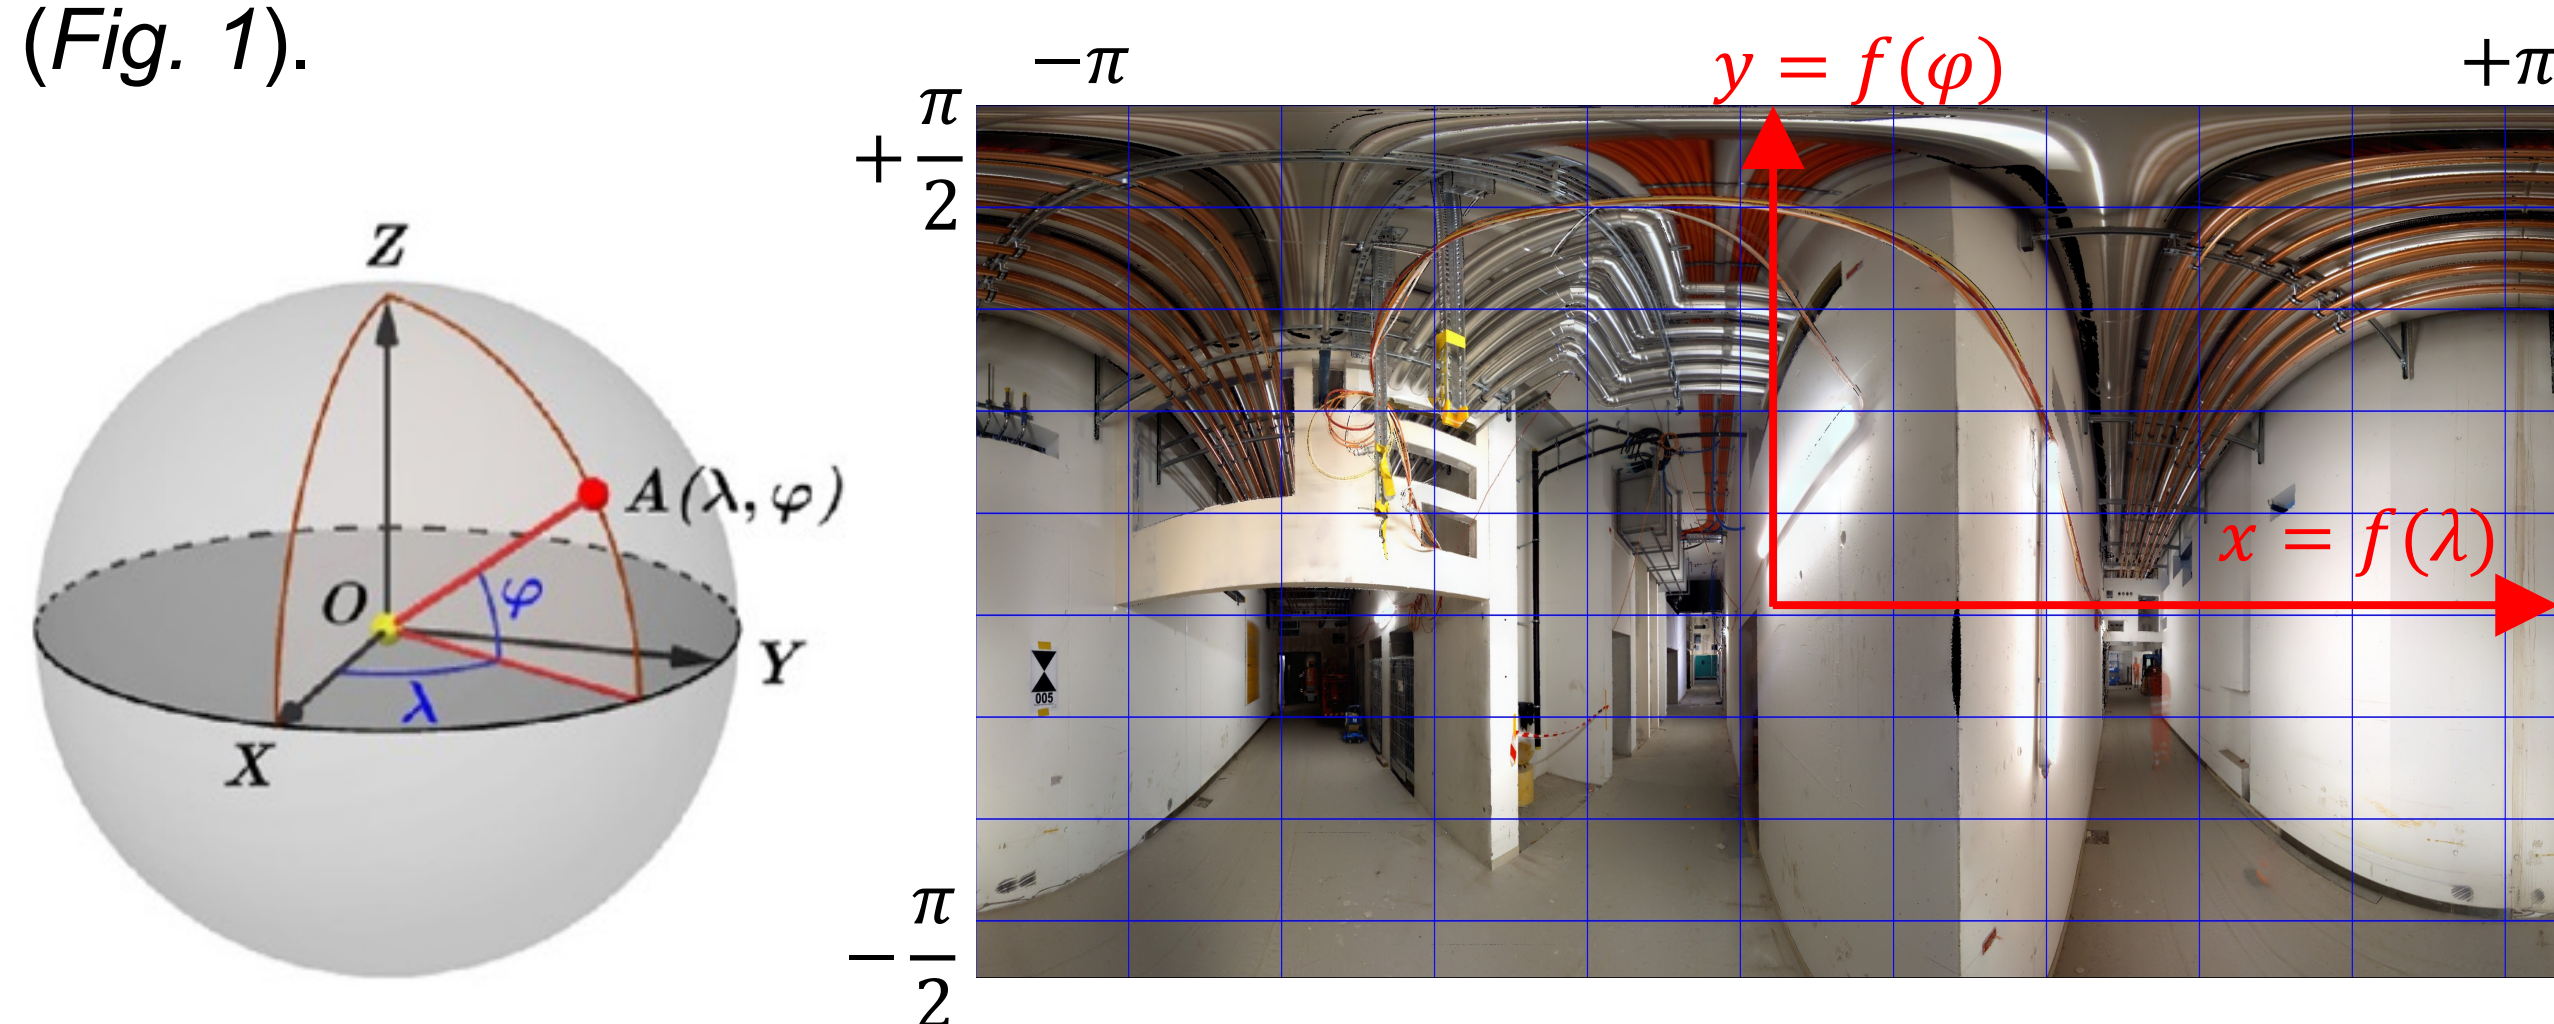 (Fig. 1).
−π
y = f(φ)
+π
+π/2
Z
A(λ, φ)
O
φ
x = f(λ)
Y
λ
005
X
−π/2